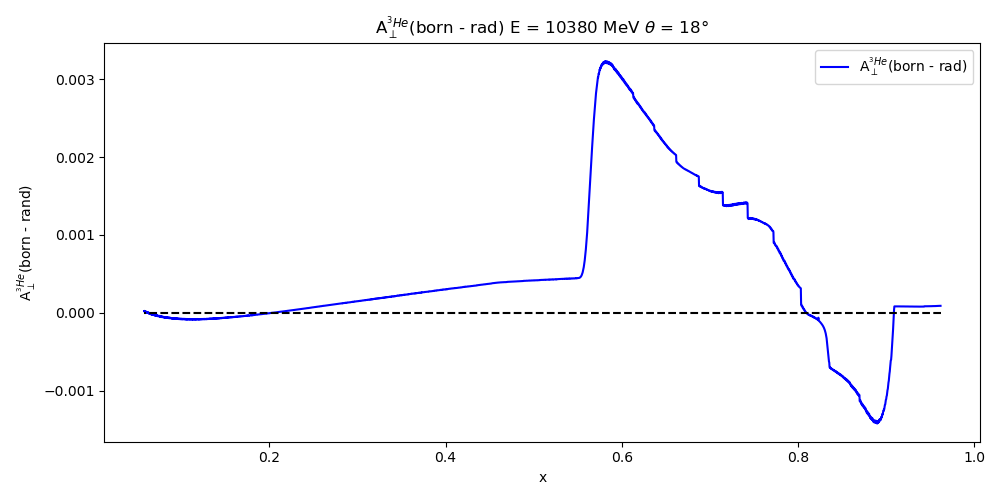 A⊥³He(born - rad) E = 10380 MeV θ = 18°
A⊥³He(born - rad)
A⊥³He(born - rand)
0.003
0.002
0.001
0.000
−0.001
0.2 0.4 0.6 0.8 1.0
x